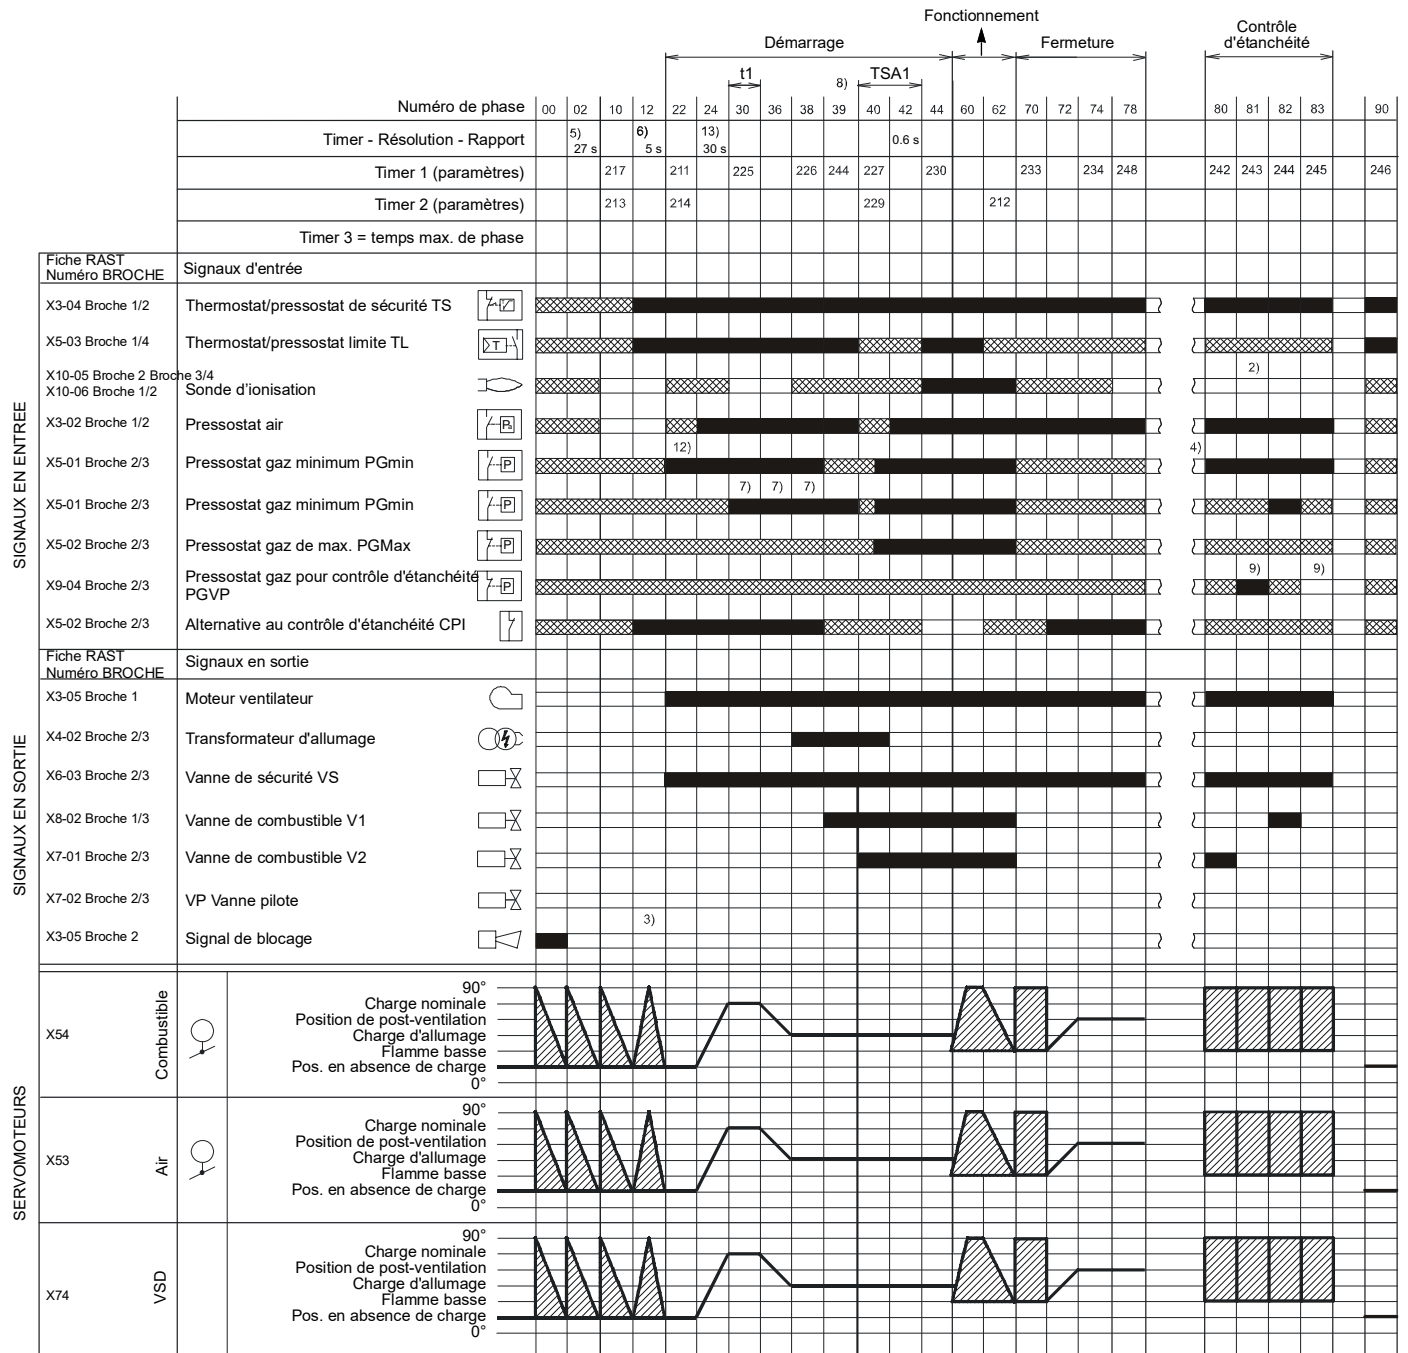 Fonctionnement
Démarrage
Fermeture
Contrôle
d'étanchéité
t1
8)
TSA1
Numéro de phase 00 02 10 12 22 24 30 36 38 39 40 42 44 60 62 70 72 74 78 80 81 82 83 90
Timer - Résolution - Rapport 5) 27 s 6) 5 s 13) 30 s 0.6 s
Timer 1 (paramètres) 217 211 225 226 244 227 230 233 234 248 242 243 244 245 246
Timer 2 (paramètres) 213 214 229 212
Timer 3 = temps max. de phase
Fiche RAST
Numéro BROCHE
Signaux d'entrée
SIGNAUX EN ENTREE
X3-04 Broche 1/2 Thermostat/pressostat de sécurité TS
X5-03 Broche 1/4 Thermostat/pressostat limite TL T
2)
X10-05 Broche 2 Broche 3/4
X10-06 Broche 1/2 Sonde d'ionisation
X3-02 Broche 1/2 Pressostat air Pa
12) 4)
X5-01 Broche 2/3 Pressostat gaz minimum PGmin P
7) 7) 7)
X5-01 Broche 2/3 Pressostat gaz minimum PGmin P
X5-02 Broche 2/3 Pressostat gaz de max. PGMax P
9) 9)
X9-04 Broche 2/3 Pressostat gaz pour contrôle d'étanchéité
PGVP P
X5-02 Broche 2/3 Alternative au contrôle d'étanchéité CPI
Fiche RAST
Numéro BROCHE
Signaux en sortie
SIGNAUX EN SORTIE
X3-05 Broche 1 Moteur ventilateur
X4-02 Broche 2/3 Transformateur d'allumage
X6-03 Broche 2/3 Vanne de sécurité VS
X8-02 Broche 1/3 Vanne de combustible V1
X7-01 Broche 2/3 Vanne de combustible V2
X7-02 Broche 2/3 VP Vanne pilote
3)
X3-05 Broche 2 Signal de blocage
SERVOMOTEURS
X54
Combustible
90°
Charge nominale
Position de post-ventilation
Charge d'allumage
Flamme basse
Pos. en absence de charge
0°
X53
Air
90°
Charge nominale
Position de post-ventilation
Charge d'allumage
Flamme basse
Pos. en absence de charge
0°
X74
VSD
90°
Charge nominale
Position de post-ventilation
Charge d'allumage
Flamme basse
Pos. en absence de charge
0°